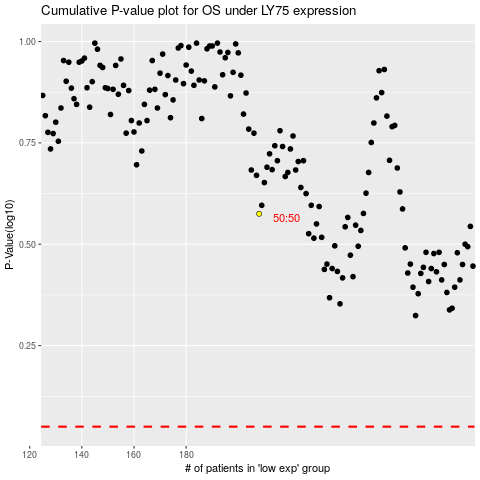 Cumulative P-value plot for OS under LY75 expression
P-Value(log10)
1.00
0.75
0.50
0.25
50:50
120 140 160 180
# of patients in 'low exp' group